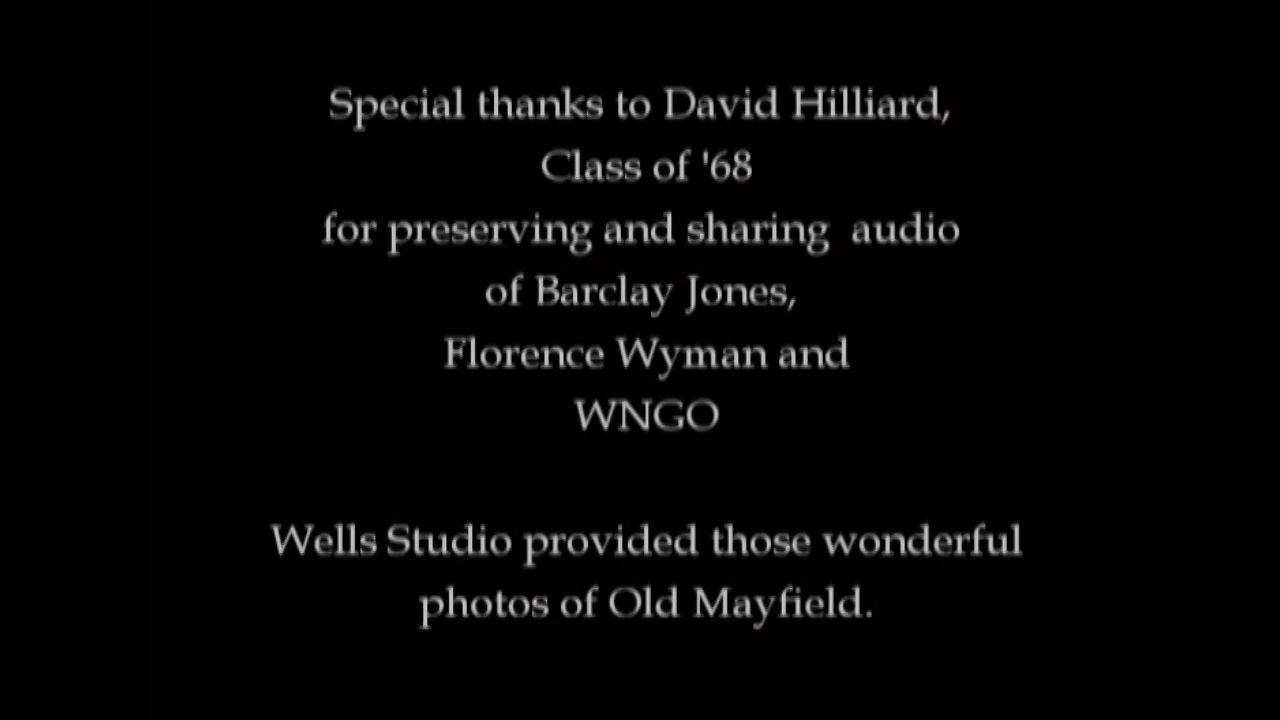 Special thanks to David Hilliard,
Class of '68
for preserving and sharing  audio
of Barclay Jones,
Florence Wyman and
WNGO
Wells Studio provided those wonderful
photos of Old Mayfield.